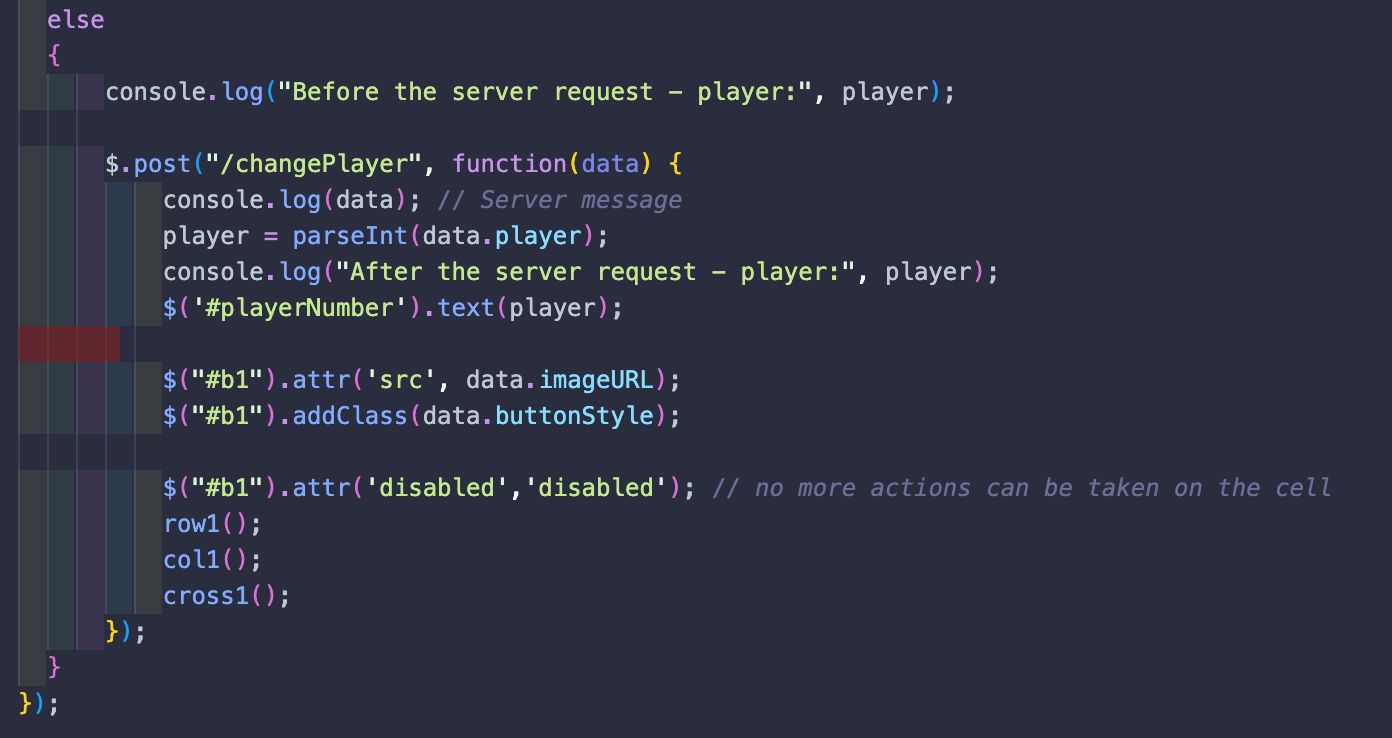 else
{
console.log("Before the server request – player:", player);
$.post("/changePlayer", function(data) {
console.log(data); // Server message
player = parseInt(data.player);
console.log("After the server request – player:", player);
$('#playerNumber').text(player);
$("#b1").attr('src', data.imageURL);
$("#b1").addClass(data.buttonStyle);
$("#b1").attr('disabled','disabled'); // no more actions can be taken on the cell
row1();
col1();
cross1();
});
}
});